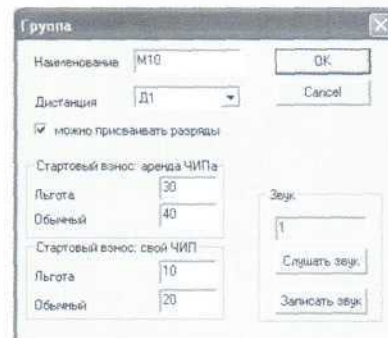 Группа
Наименование М10 OK
Дистанция Д1 Cancel
можно присваивать разряды
Стартовый взнос: аренда ЧИПа
Льгота 30
Обычный 40
Стартовый взнос: свой ЧИП
Льгота 10
Обычный 20
Звук
1
Слушать звук
Записать звук